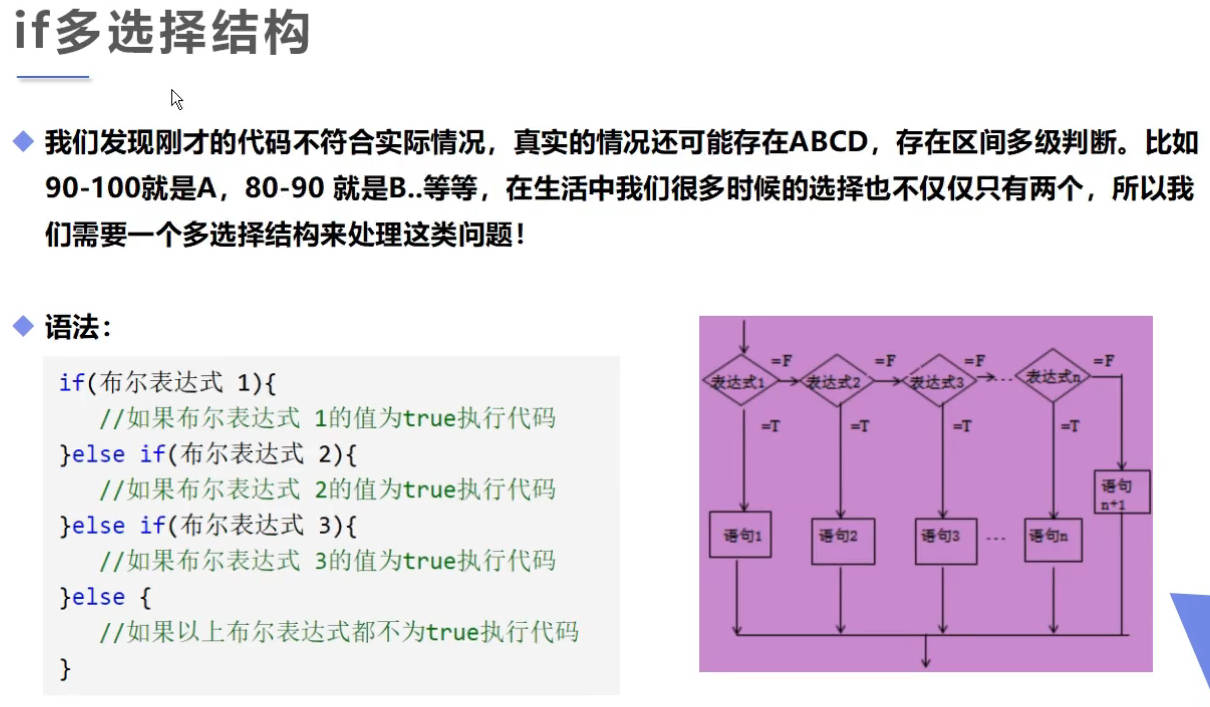 if多选择结构
我们发现刚才的代码不符合实际情况，真实的情况还可能存在ABCD，存在区间多级判断。比如
90-100就是A，80-90 就是B..等等，在生活中我们很多时候的选择也不仅仅只有两个，所以我
们需要一个多选择结构来处理这类问题！
语法：
if(布尔表达式 1){
//如果布尔表达式 1的值为true执行代码
}else if(布尔表达式 2){
//如果布尔表达式 2的值为true执行代码
}else if(布尔表达式 3){
//如果布尔表达式 3的值为true执行代码
}else {
//如果以上布尔表达式都不为true执行代码
}
=F =F =F =F
表达式1 表达式2 表达式3 ... 表达式n
=T =T =T =T
语句
n+1
语句1 语句2 语句3 ... 语句n